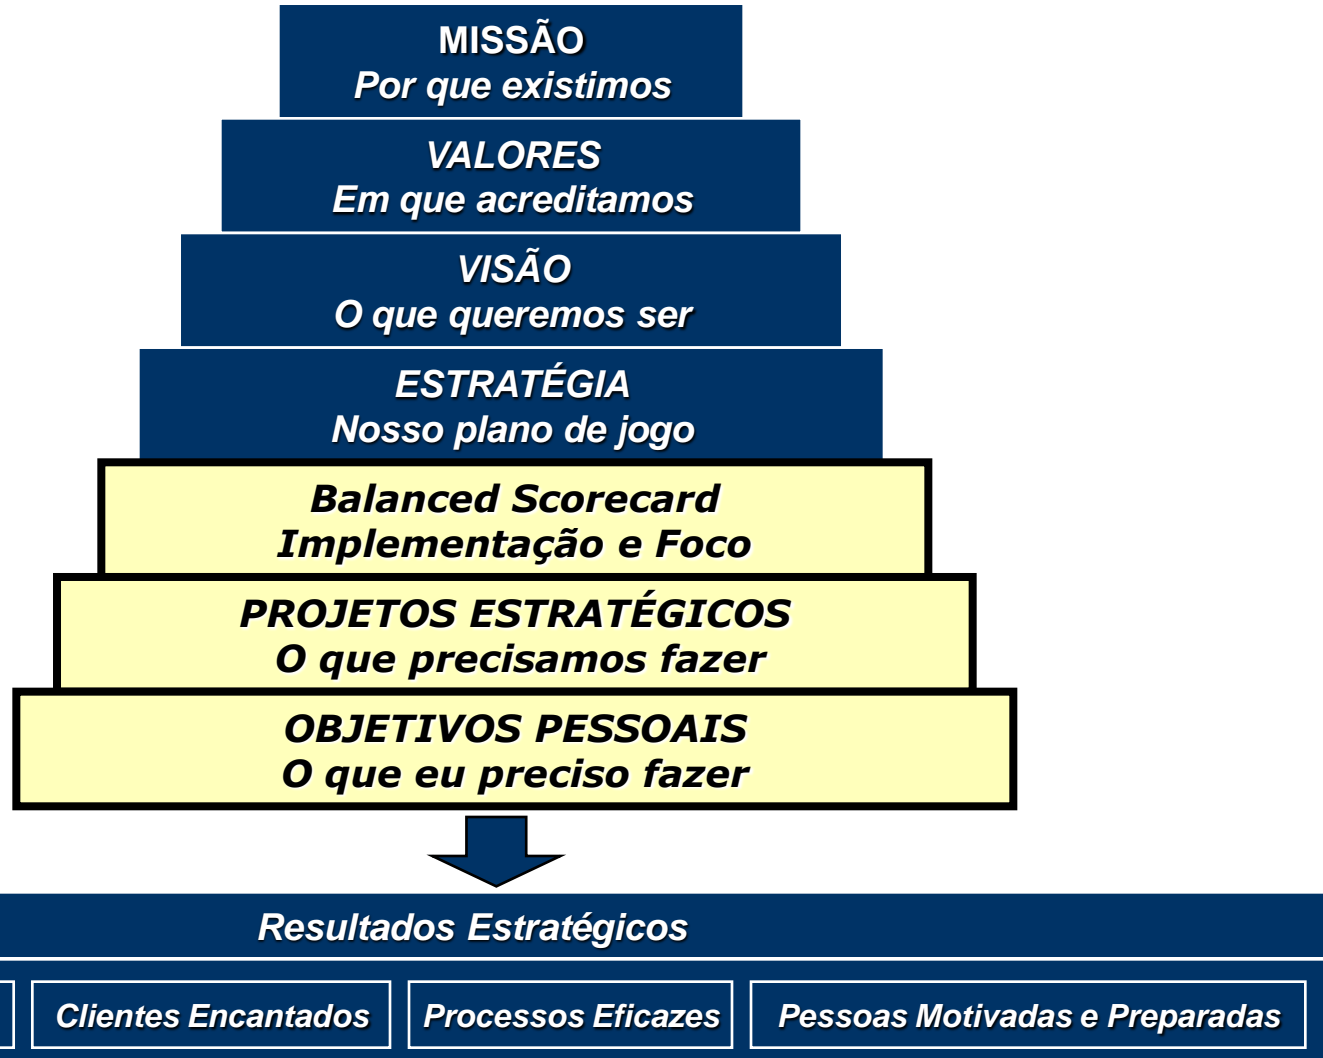 MISSÃO
Por que existimos
VALORES
Em que acreditamos
VISÃO
O que queremos ser
ESTRATÉGIA
Nosso plano de jogo
Balanced Scorecard
Implementação e Foco
PROJETOS ESTRATÉGICOS
O que precisamos fazer
OBJETIVOS PESSOAIS
O que eu preciso fazer
Resultados Estratégicos
Clientes Encantados
Processos Eficazes
Pessoas Motivadas e Preparadas